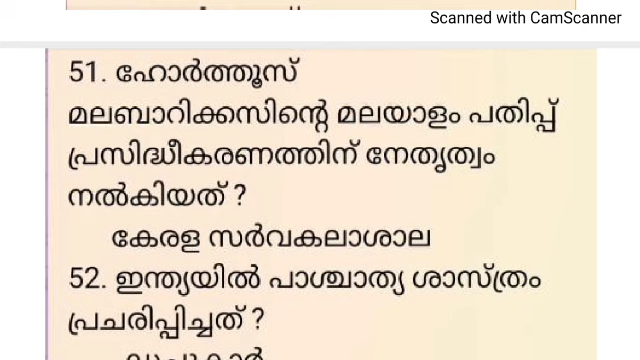 Scanned with CamScanner
51. ഹോർത്തൂസ്
മലബാറിക്കസിന്റെ മലയാളം പതിപ്പ്
പ്രസിദ്ധീകരണത്തിന് നേതൃത്വം
നൽകിയത് ?
കേരള സർവകലാശാല
52. ഇന്ത്യയിൽ പാശ്ചാത്യ ശാസ്ത്രം
പ്രചരിപ്പിച്ചത് ?